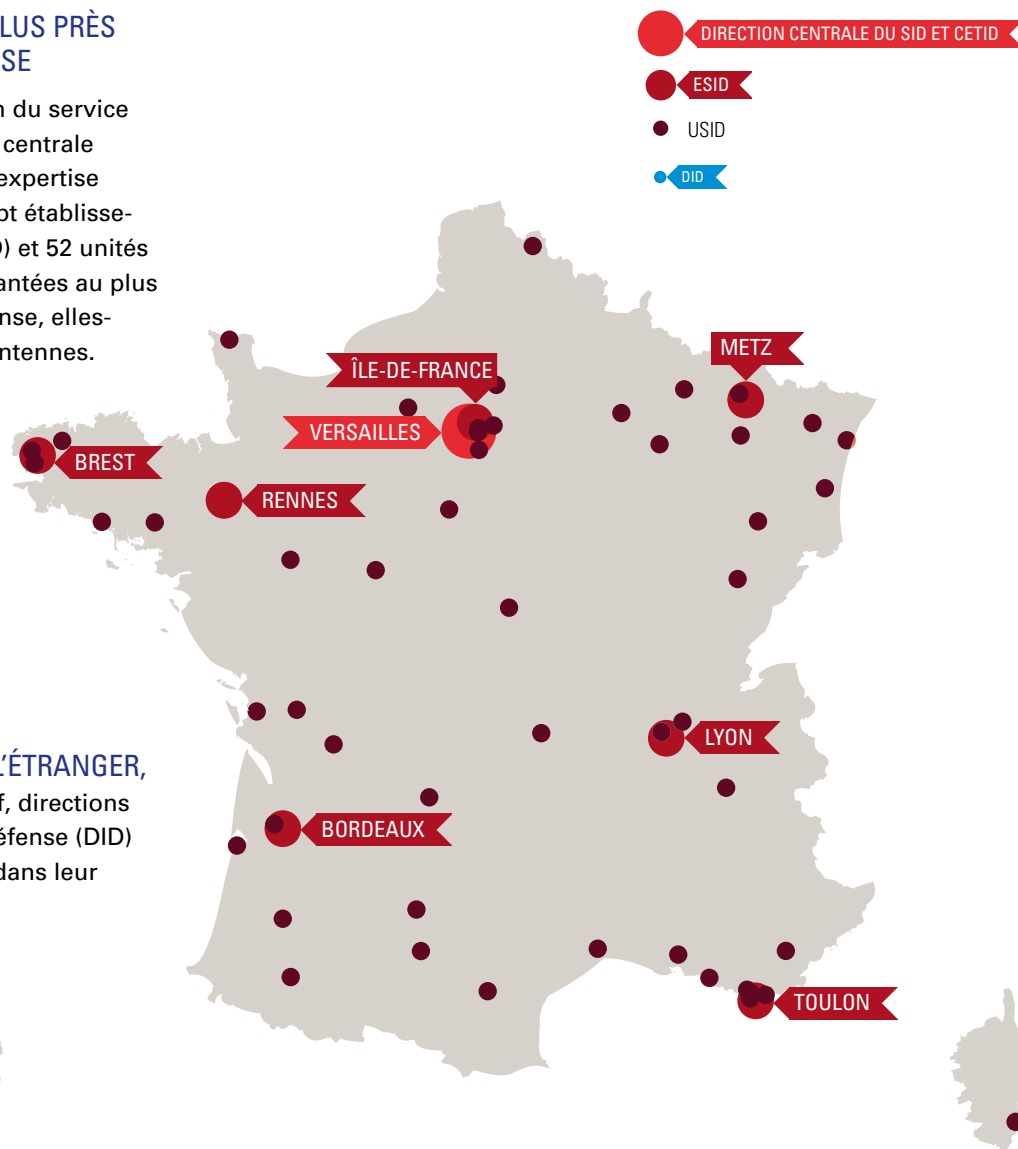 LUS PRÈS
SE
n du service
centrale
expertise
pt établisse-
) et 52 unités
antées au plus
nse, elles-
ntennes.
DIRECTION CENTRALE DU SID ET CETID
ESID
USID
DID
METZ
ÎLE-DE-FRANCE
VERSAILLES
BREST
RENNES
LYON
BORDEAUX
TOULON
L'ÉTRANGER,
f, directions
éfense (DID)
dans leur